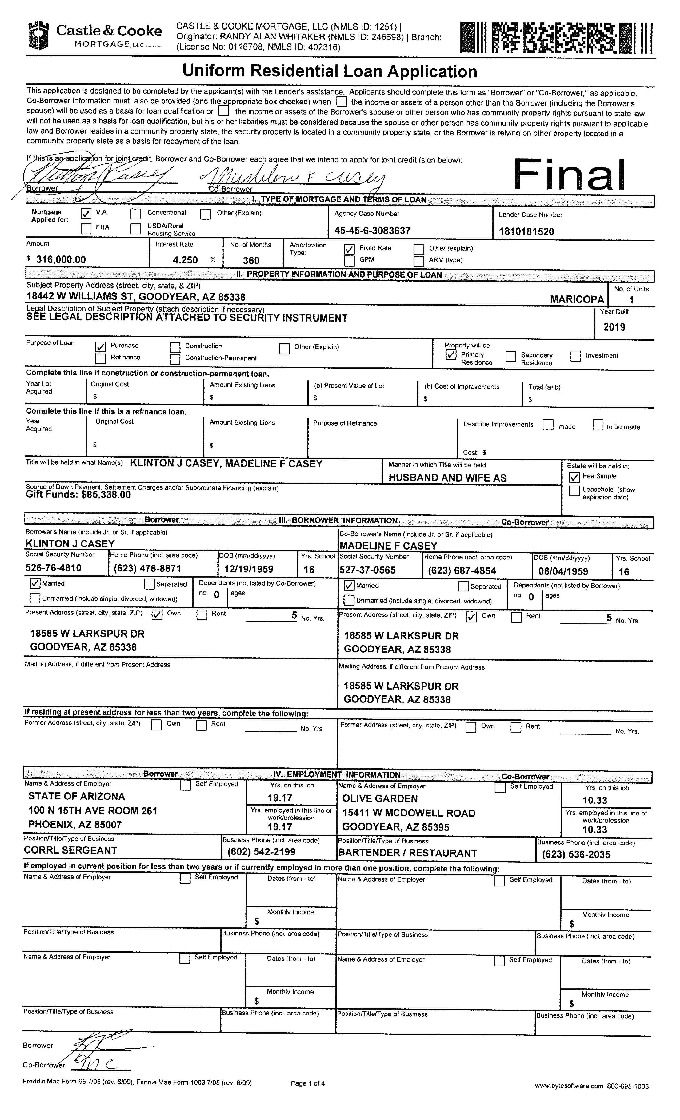 Castle & Cooke
MORTGAGE, LLC
CASTLE & COOKE MORTGAGE, LLC (NMLS ID: 1251) |
Originator: RANDY ALAN WHITAKER (NMLS ID: 246598) | Branch:
(License No: 0126708, NMLS ID: 402316)
Uniform Residential Loan Application
This application is designed to be completed by the applicant(s) with the Lender's assistance. Applicants should complete this form as "Borrower" or "Co-Borrower," as applicable.
Co-Borrower information must also be provided (and the appropriate box checked) when the income or assets of a person other than the Borrower (including the Borrower's
spouse) will be used as a basis for loan qualification or the income or assets of the Borrower's spouse or other person who has community property rights pursuant to state law
will not be used as a basis for loan qualification, but his or her liabilities must be considered because the spouse or other person has community property rights pursuant to applicable
law and Borrower resides in a community property state, the security property is located in a community property state, or the Borrower is relying on other property located in a
community property state as a basis for repayment of the loan.
If this is an application for joint credit, Borrower and Co-Borrower each agree that we intend to apply for joint credit (sign below):
Final
Borrower Co-Borrower
I. TYPE OF MORTGAGE AND TERMS OF LOAN
Mortgage Applied for: V.A. Conventional Other (Explain) FHA USDA/Rural Housing Service
Agency Case Number
45-45-6-3083637
Lender Case Number
1810181520
Amount
$ 316,000.00
Interest Rate
4.250 %
No. of Months
360
Amortization Type: Fixed Rate Other (explain) GPM ARM (type)
II. PROPERTY INFORMATION AND PURPOSE OF LOAN
Subject Property Address (street, city, state, & ZIP)
18442 W WILLIAMS ST, GOODYEAR, AZ 85338 MARICOPA
No. of Units
1
Legal Description of Subject Property (attach description if necessary)
SEE LEGAL DESCRIPTION ATTACHED TO SECURITY INSTRUMENT
Year Built
2019
Purpose of Loan Purchase Construction Other (Explain)
Refinance Construction-Permanent
Property will be
Primary Residence Secondary Residence Investment
Complete this line if construction or construction-permanent loan.
Year Lot Acquired Original Cost $ Amount Existing Liens $ (a) Present Value of Lot $ (b) Cost of Improvements $ Total (a+b) $
Complete this line if this is a refinance loan.
Year Acquired Original Cost $ Amount Existing Liens $ Purpose of Refinance Describe Improvements made to be made
Cost: $
Title will be held in what Name(s) KLINTON J CASEY, MADELINE F CASEY
Manner in which Title will be held
HUSBAND AND WIFE AS
Estate will be held in:
Fee Simple
Leasehold (show expiration date)
Source of Down Payment, Settlement Charges and/or Subordinate Financing (explain)
Gift Funds: $85,338.00
Borrower III. BORROWER INFORMATION Co-Borrower
Borrower's Name (include Jr. or Sr. if applicable)
KLINTON J CASEY
Co-Borrower's Name (include Jr. or Sr. if applicable)
MADELINE F CASEY
Social Security Number Home Phone (incl. area code) DOB (mm/dd/yyyy) Yrs. School
526-76-4810 (623) 476-8871 12/19/1959 16
Social Security Number Home Phone (incl. area code) DOB (mm/dd/yyyy) Yrs. School
527-37-0565 (623) 687-4854 06/04/1959 16
Married Separated
Unmarried (include single, divorced, widowed)
Dependents (not listed by Co-Borrower)
no. 0 ages
Married Separated
Unmarried (include single, divorced, widowed)
Dependents (not listed by Borrower)
no. 0 ages
Present Address (street, city, state, ZIP) Own Rent 5 No. Yrs.
18585 W LARKSPUR DR
GOODYEAR, AZ 85338
Present Address (street, city, state, ZIP) Own Rent 5 No. Yrs.
18585 W LARKSPUR DR
GOODYEAR, AZ 85338
Mailing Address, if different from Present Address
Mailing Address, if different from Present Address
18585 W LARKSPUR DR
GOODYEAR, AZ 85338
If residing at present address for less than two years, complete the following:
Former Address (street, city, state, ZIP) Own Rent No. Yrs.
Former Address (street, city, state, ZIP) Own Rent No. Yrs.
Borrower IV. EMPLOYMENT INFORMATION Co-Borrower
Name & Address of Employer Self Employed
STATE OF ARIZONA
100 N 15TH AVE ROOM 261
PHOENIX, AZ 85007
Yrs. on this job
19.17
Yrs. employed in this line of work/profession
19.17
Name & Address of Employer Self Employed
OLIVE GARDEN
15411 W MCDOWELL ROAD
GOODYEAR, AZ 85395
Yrs. on this job
10.33
Yrs. employed in this line of work/profession
10.33
Position/Title/Type of Business
CORRL SERGEANT
Business Phone (incl. area code)
(602) 542-2199
Position/Title/Type of Business
BARTENDER / RESTAURANT
Business Phone (incl. area code)
(623) 536-2035
If employed in current position for less than two years or if currently employed in more than one position, complete the following:
Name & Address of Employer Self Employed Dates (from - to)
Monthly Income
$
Name & Address of Employer Self Employed Dates (from - to)
Monthly Income
$
Position/Title/Type of Business Business Phone (incl. area code)
Position/Title/Type of Business Business Phone (incl. area code)
Name & Address of Employer Self Employed Dates (from - to)
Monthly Income
$
Name & Address of Employer Self Employed Dates (from - to)
Monthly Income
$
Position/Title/Type of Business Business Phone (incl. area code)
Position/Title/Type of Business Business Phone (incl. area code)
Borrower
Co-Borrower
Freddie Mac Form 65 7/05 (rev. 6/09), Fannie Mae Form 1003 7/05 (rev. 6/09)
Page 1 of 4